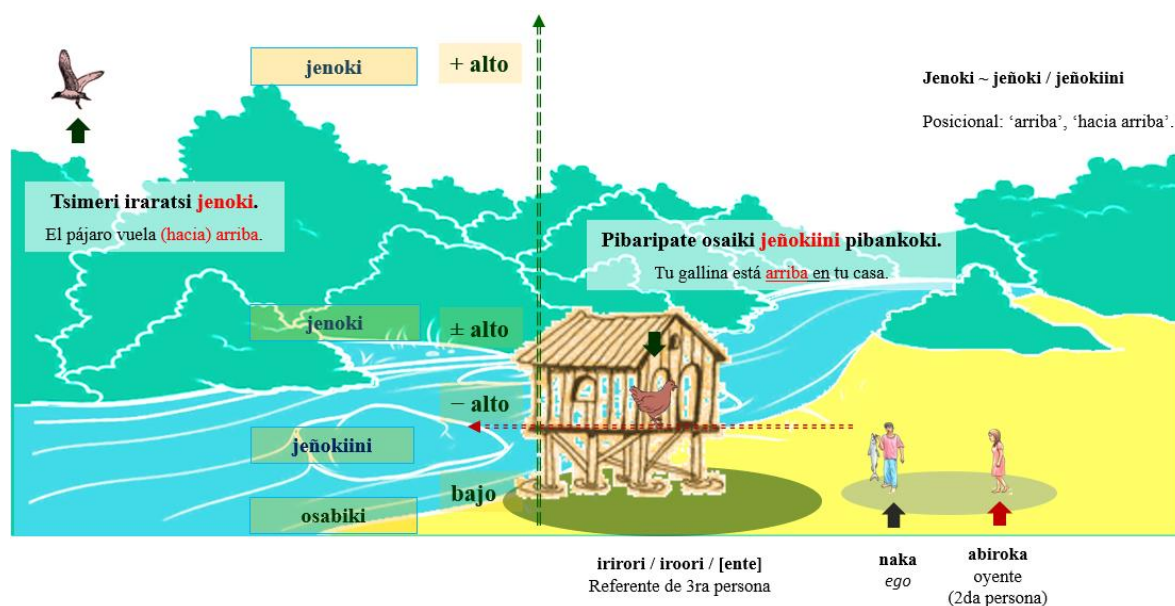 jenoki
+ alto
Jenoki ~ jeñoki / jeñokiini
Posicional: ‘arriba’, ‘hacia arriba’.
Tsimeri iraratsi jenoki.
El pájaro vuela (hacia) arriba.
Pibaripate osaiki jeñokiini pibankoki.
Tu gallina está arriba en tu casa.
jenoki
± alto
− alto
jeñokiini
bajo
osabiki
irirori / iroori / [ente]
Referente de 3ra persona
naka
ego
abiroka
oyente
(2da persona)